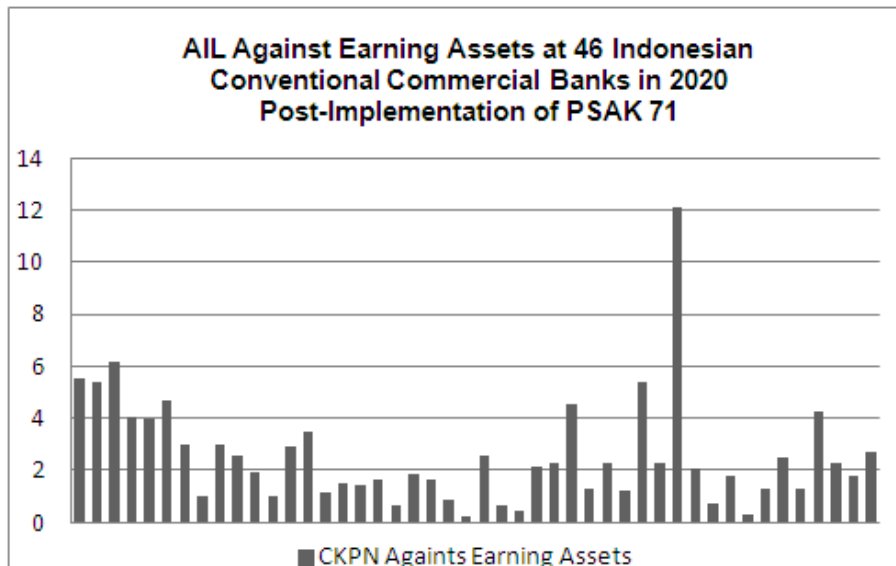 AIL Against Earning Assets at 46 Indonesian
Conventional Commercial Banks in 2020
Post-Implementation of PSAK 71
14
12
10
8
6
4
2
0
CKPN Againts Earning Assets